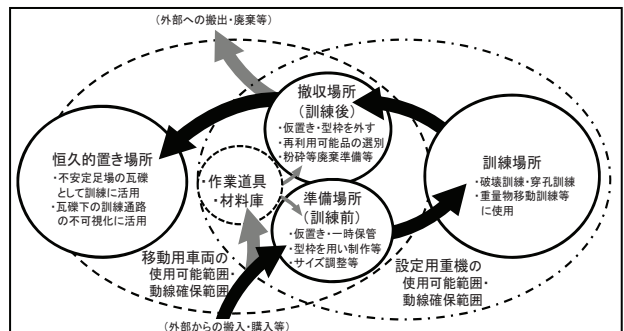 (外部への搬出・廃棄等)
撤収場所
(訓練後)
・仮置き・型枠を外す
・再利用可能品の選別
・粉砕等廃棄準備等
恒久的置き場所
・不安定足場の瓦礫
として訓練に活用
・瓦礫下の訓練通路
の不可視化に活用
作業道具
・材料庫
訓練場所
・破壊訓練・穿孔訓練
・重量物移動訓練等
に使用
準備場所
(訓練前)
・仮置き・一時保管
・型枠を用い制作等
・サイズ調整等
移動用車両の
使用可能範囲・
動線確保範囲
設定用重機の
使用可能範囲・
動線確保範囲
(外部からの搬入・購入等)